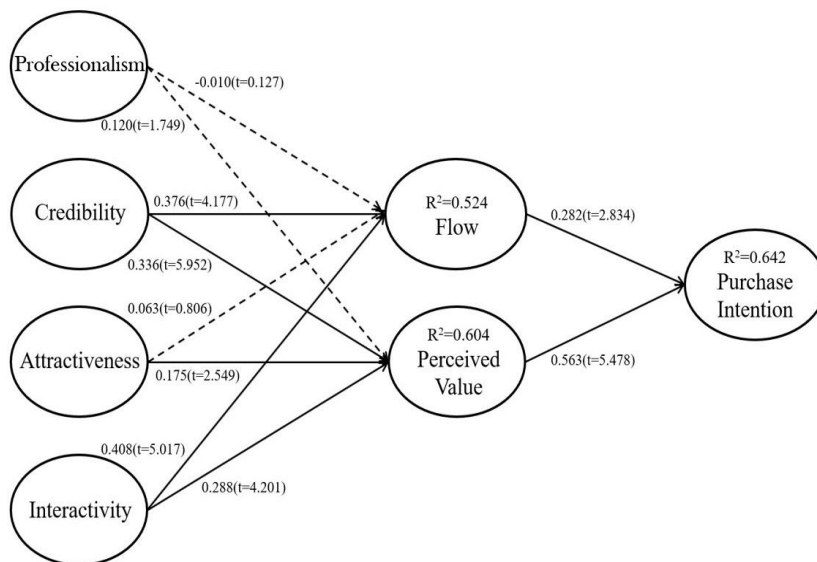 Professionalism
-0.010(t=0.127)
0.120(t=1.749)
Credibility
0.376(t=4.177)
R²=0.524
Flow
0.282(t=2.834)
0.336(t=5.952)
R²=0.642
Purchase
Intention
0.063(t=0.806)
Attractiveness
0.175(t=2.549)
R²=0.604
Perceived
Value
0.563(t=5.478)
0.408(t=5.017)
0.288(t=4.201)
Interactivity